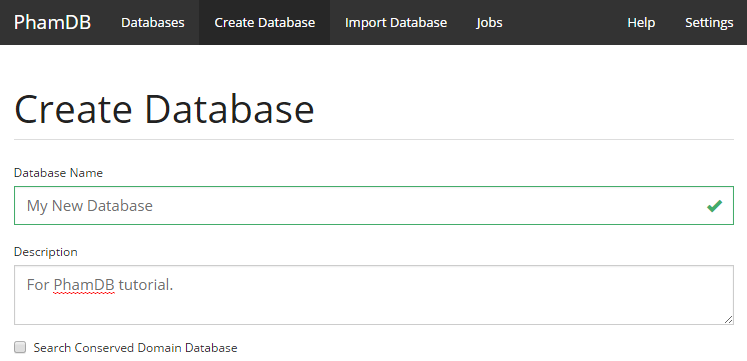 PhamDB Databases Create Database Import Database Jobs Help Settings
Create Database
Database Name
My New Database
Description
For PhamDB tutorial.
Search Conserved Domain Database